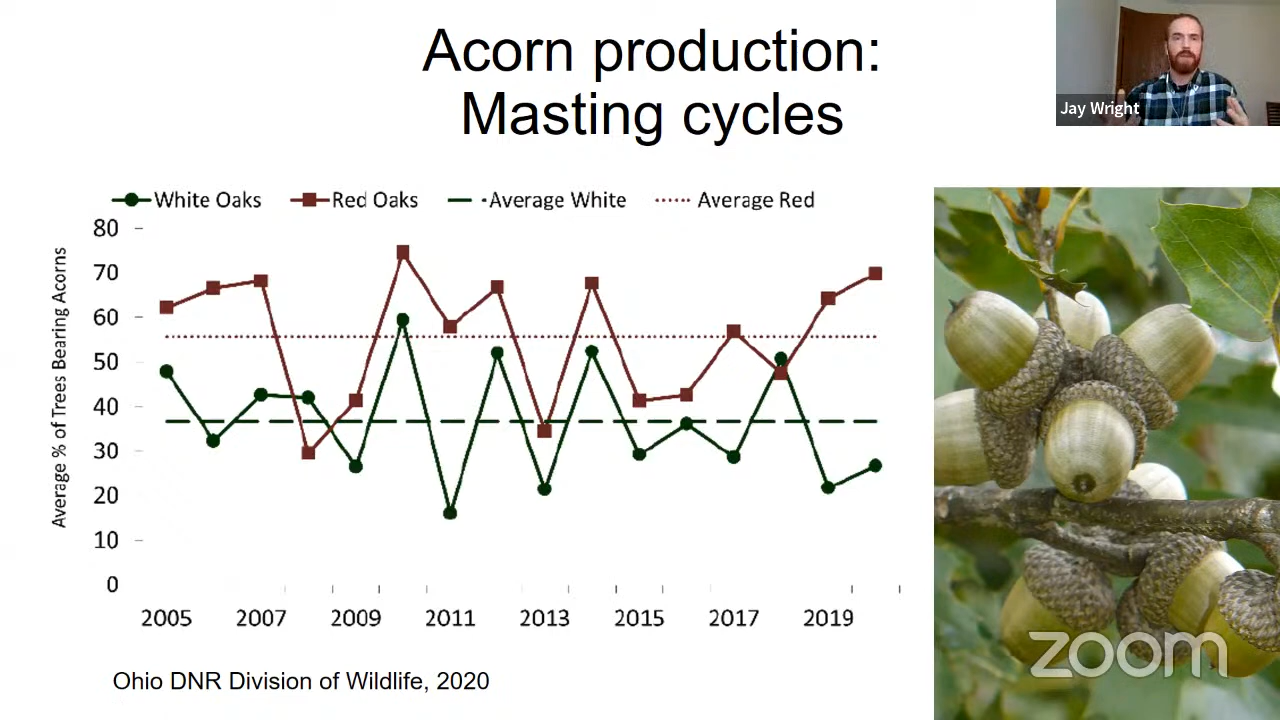 Acorn production:
Masting cycles
Jay Wright
White Oaks
Red Oaks
Average White
Average Red
Average % of Trees Bearing Acorns
80
70
60
50
40
30
20
10
0
2005 2007 2009 2011 2013 2015 2017 2019
Ohio DNR Division of Wildlife, 2020
zoom